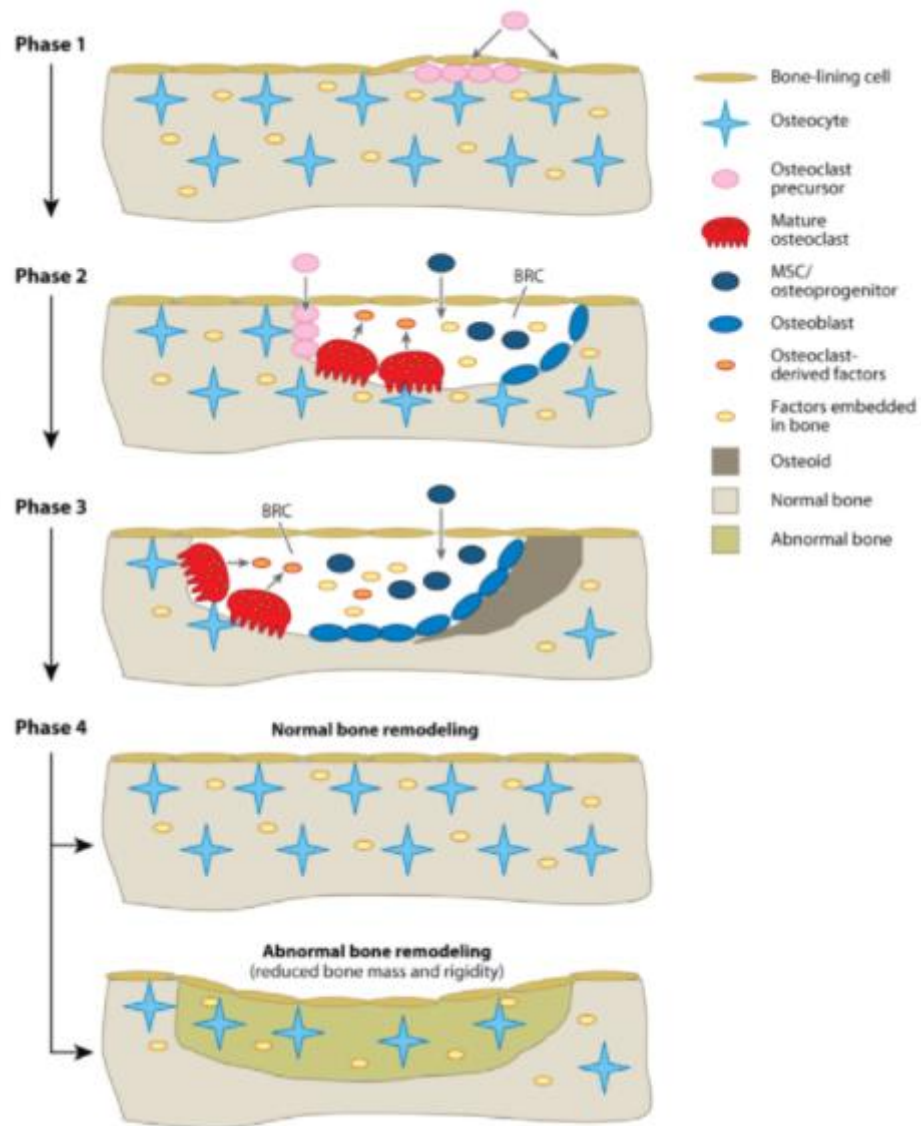 Phase 1
Bone-lining cell
Osteocyte
Osteoclast
precursor
Mature
osteoclast
MSC/
osteoprogenitor
Osteoblast
Osteoclast-
derived factors
Factors embedded
in bone
Osteoid
Normal bone
Abnormal bone
Phase 2
BRC
Phase 3
BRC
Phase 4
Normal bone remodeling
Abnormal bone remodeling
(reduced bone mass and rigidity)